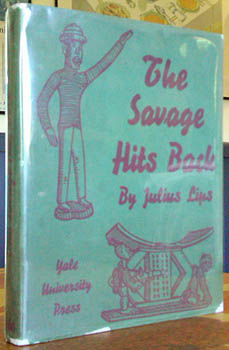 The
Savage
Hits Back
By Julius Lips
Yale
University
Press